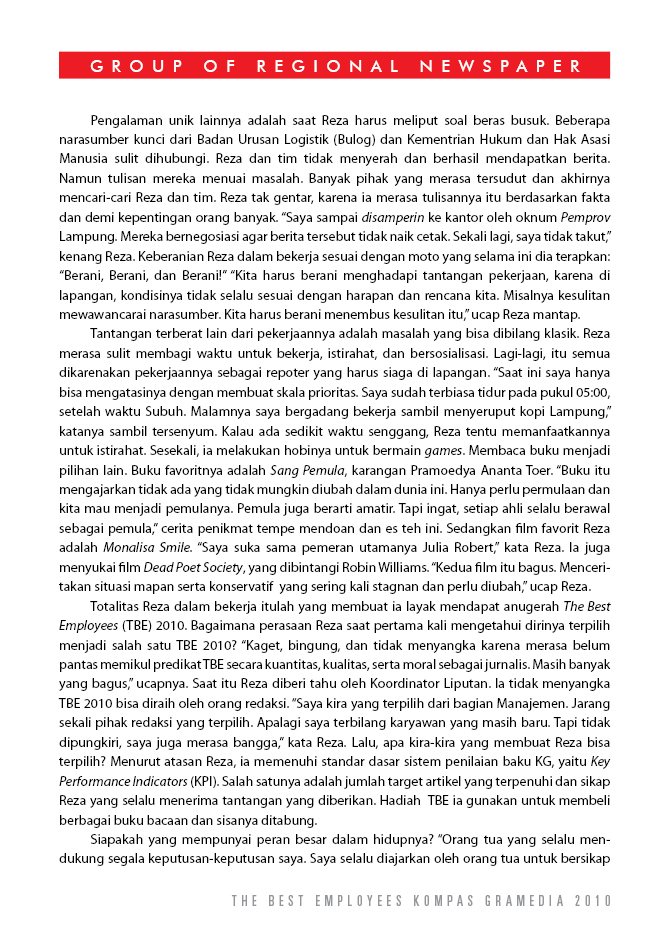 GROUP OF REGIONAL NEWSPAPER
Pengalaman unik lainnya adalah saat Reza harus meliput soal beras busuk. Beberapa
narasumber kunci dari Badan Urusan Logistik (Bulog) dan Kementrian Hukum dan Hak Asasi
Manusia sulit dihubungi. Reza dan tim tidak menyerah dan berhasil mendapatkan berita.
Namun tulisan mereka menuai masalah. Banyak pihak yang merasa tersudut dan akhirnya
mencari-cari Reza dan tim. Reza tak gentar, karena ia merasa tulisannya itu berdasarkan fakta
dan demi kepentingan orang banyak. “Saya sampai disamperin ke kantor oleh oknum Pemprov
Lampung. Mereka bernegosiasi agar berita tersebut tidak naik cetak. Sekali lagi, saya tidak takut,”
kenang Reza. Keberanian Reza dalam bekerja sesuai dengan moto yang selama ini dia terapkan:
“Berani, Berani, dan Berani!” “Kita harus berani menghadapi tantangan pekerjaan, karena di
lapangan, kondisinya tidak selalu sesuai dengan harapan dan rencana kita. Misalnya kesulitan
mewawancarai narasumber. Kita harus berani menembus kesulitan itu,” ucap Reza mantap.
Tantangan terberat lain dari pekerjaannya adalah masalah yang bisa dibilang klasik. Reza
merasa sulit membagi waktu untuk bekerja, istirahat, dan bersosialisasi. Lagi-lagi, itu semua
dikarenakan pekerjaannya sebagai repoter yang harus siaga di lapangan. “Saat ini saya hanya
bisa mengatasinya dengan membuat skala prioritas. Saya sudah terbiasa tidur pada pukul 05:00,
setelah waktu Subuh. Malamnya saya bergadang bekerja sambil menyeruput kopi Lampung,”
katanya sambil tersenyum. Kalau ada sedikit waktu senggang, Reza tentu memanfaatkannya
untuk istirahat. Sesekali, ia melakukan hobinya untuk bermain games. Membaca buku menjadi
pilihan lain. Buku favoritnya adalah Sang Pemula, karangan Pramoedya Ananta Toer. “Buku itu
mengajarkan tidak ada yang tidak mungkin diubah dalam dunia ini. Hanya perlu permulaan dan
kita mau menjadi pemulanya. Pemula juga berarti amatir. Tapi ingat, setiap ahli selalu berawal
sebagai pemula,” cerita penikmat tempe mendoan dan es teh ini. Sedangkan film favorit Reza
adalah Monalisa Smile. “Saya suka sama pemeran utamanya Julia Robert,” kata Reza. Ia juga
menyukai film Dead Poet Society, yang dibintangi Robin Williams. “Kedua film itu bagus. Menceri-
takan situasi mapan serta konservatif yang sering kali stagnan dan perlu diubah,” ucap Reza.
Totalitas Reza dalam bekerja itulah yang membuat ia layak mendapat anugerah The Best
Employees (TBE) 2010. Bagaimana perasaan Reza saat pertama kali mengetahui dirinya terpilih
menjadi salah satu TBE 2010? “Kaget, bingung, dan tidak menyangka karena merasa belum
pantas memikul predikat TBE secara kuantitas, kualitas, serta moral sebagai jurnalis. Masih banyak
yang bagus,” ucapnya. Saat itu Reza diberi tahu oleh Koordinator Liputan. Ia tidak menyangka
TBE 2010 bisa diraih oleh orang redaksi. “Saya kira yang terpilih dari bagian Manajemen. Jarang
sekali pihak redaksi yang terpilih. Apalagi saya terbilang karyawan yang masih baru. Tapi tidak
dipungkiri, saya juga merasa bangga,” kata Reza. Lalu, apa kira-kira yang membuat Reza bisa
terpilih? Menurut atasan Reza, ia memenuhi standar dasar sistem penilaian baku KG, yaitu Key
Performance Indicators (KPI). Salah satunya adalah jumlah target artikel yang terpenuhi dan sikap
Reza yang selalu menerima tantangan yang diberikan. Hadiah TBE ia gunakan untuk membeli
berbagai buku bacaan dan sisanya ditabung.
Siapakah yang mempunyai peran besar dalam hidupnya? “Orang tua yang selalu men-
dukung segala keputusan-keputusan saya. Saya selalu diajarkan oleh orang tua untuk bersikap
THE BEST EMPLOYEES KOMPAS GRAMEDIA 2010